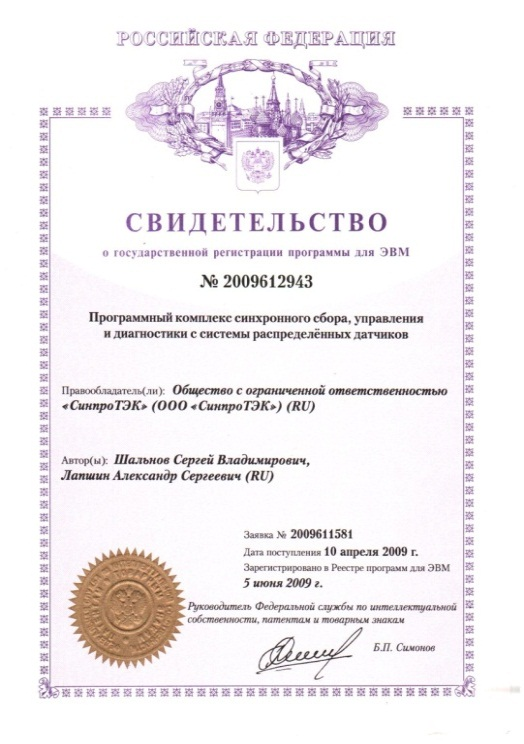 РОССИЙСКАЯ ФЕДЕРАЦИЯ
СВИДЕТЕЛЬСТВО
о государственной регистрации программы для ЭВМ
№ 2009612943
Программный комплекс синхронного сбора, управления
и диагностики с системы распределённых датчиков
Правообладатель(ли): Общество с ограниченной ответственностью
«СинпроТЭК» (ООО «СинпроТЭК») (RU)
Автор(ы): Шальнов Сергей Владимирович,
Лапшин Александр Сергеевич (RU)
Заявка № 2009611581
Дата поступления 10 апреля 2009 г.
Зарегистрировано в Реестре программ для ЭВМ
5 июня 2009 г.
Руководитель Федеральной службы по интеллектуальной
собственности, патентам и товарным знакам
Б.П. Симонов